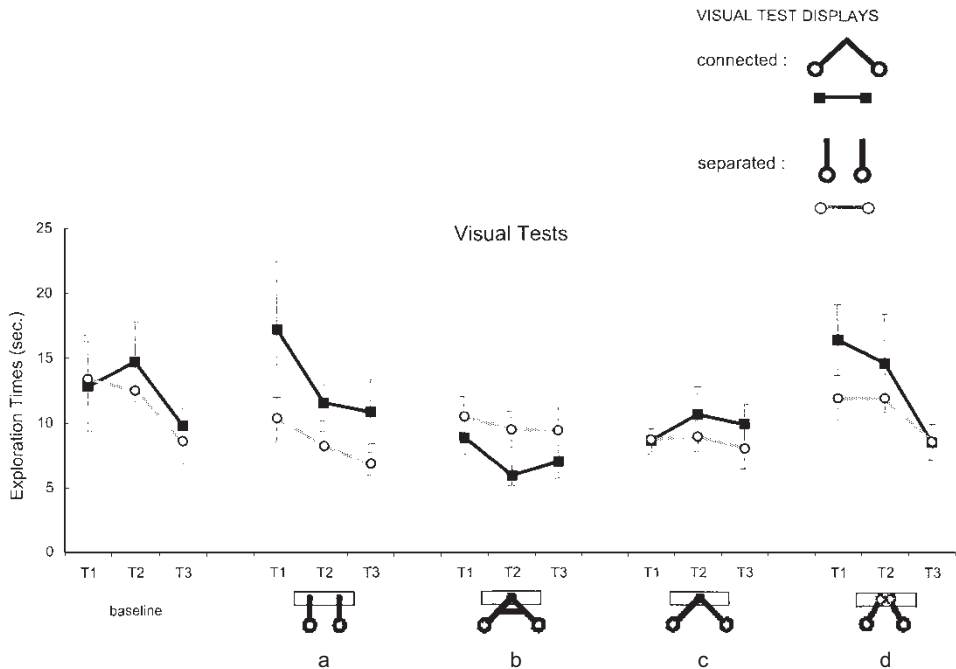 VISUAL TEST DISPLAYS
connected :
separated :
Visual Tests
Exploration Times (sec.)
25
20
15
10
5
0
T1 T2 T3 T1 T2 T3 T1 T2 T3 T1 T2 T3 T1 T2 T3
baseline
a b c d